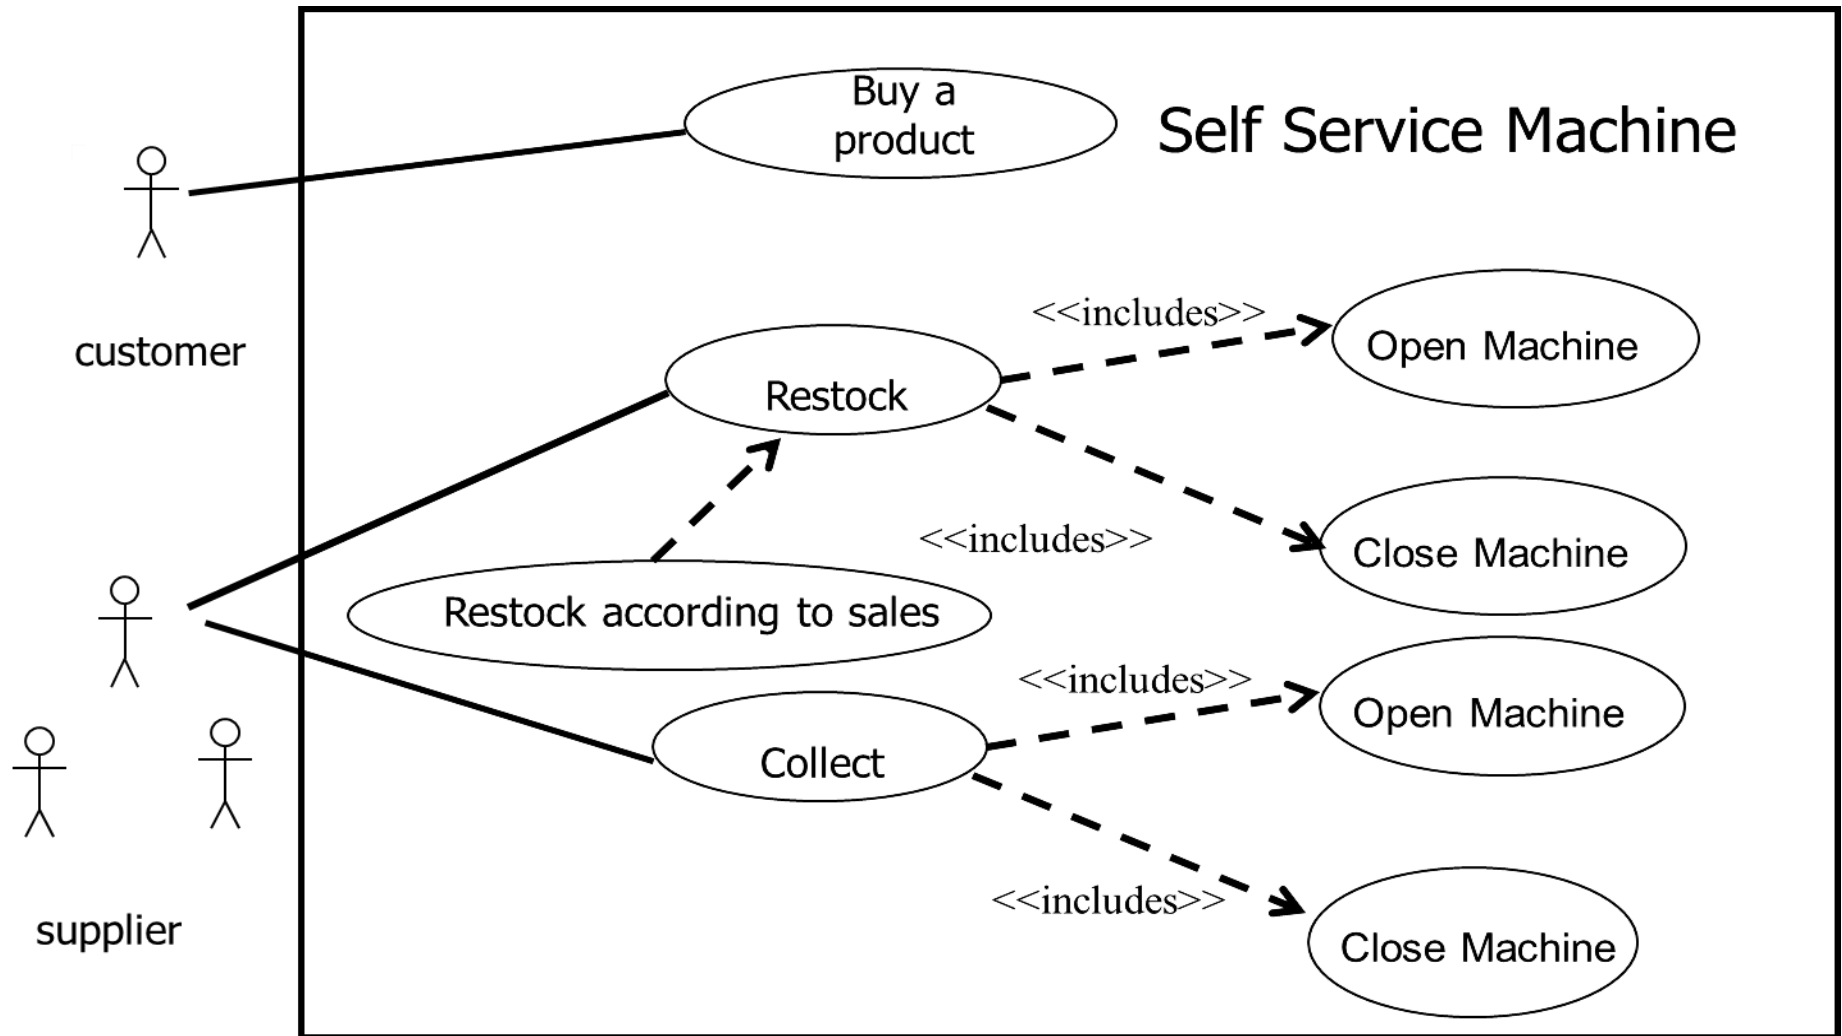 Buy a
product
Self Service Machine
customer
<<includes>>
Open Machine
Restock
<<includes>>
Close Machine
Restock according to sales
<<includes>>
Open Machine
Collect
<<includes>>
Close Machine
supplier